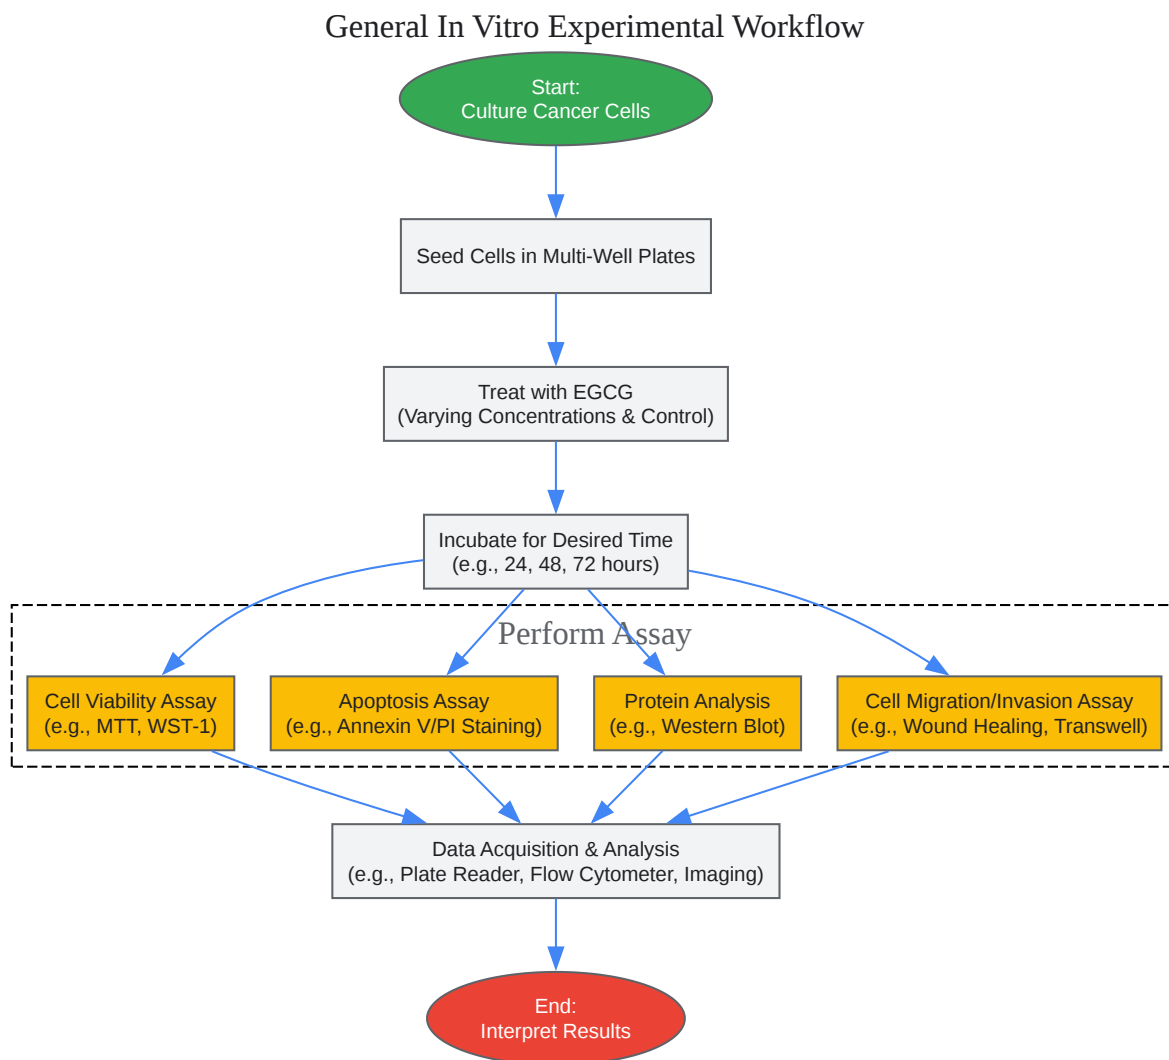 General In Vitro Experimental Workflow
Start:
Culture Cancer Cells
Seed Cells in Multi-Well Plates
Treat with EGCG
(Varying Concentrations & Control)
Incubate for Desired Time
(e.g., 24, 48, 72 hours)
Perform Assay
Cell Viability Assay
(e.g., MTT, WST-1)
Apoptosis Assay
(e.g., Annexin V/PI Staining)
Protein Analysis
(e.g., Western Blot)
Cell Migration/Invasion Assay
(e.g., Wound Healing, Transwell)
Data Acquisition & Analysis
(e.g., Plate Reader, Flow Cytometer, Imaging)
End:
Interpret Results